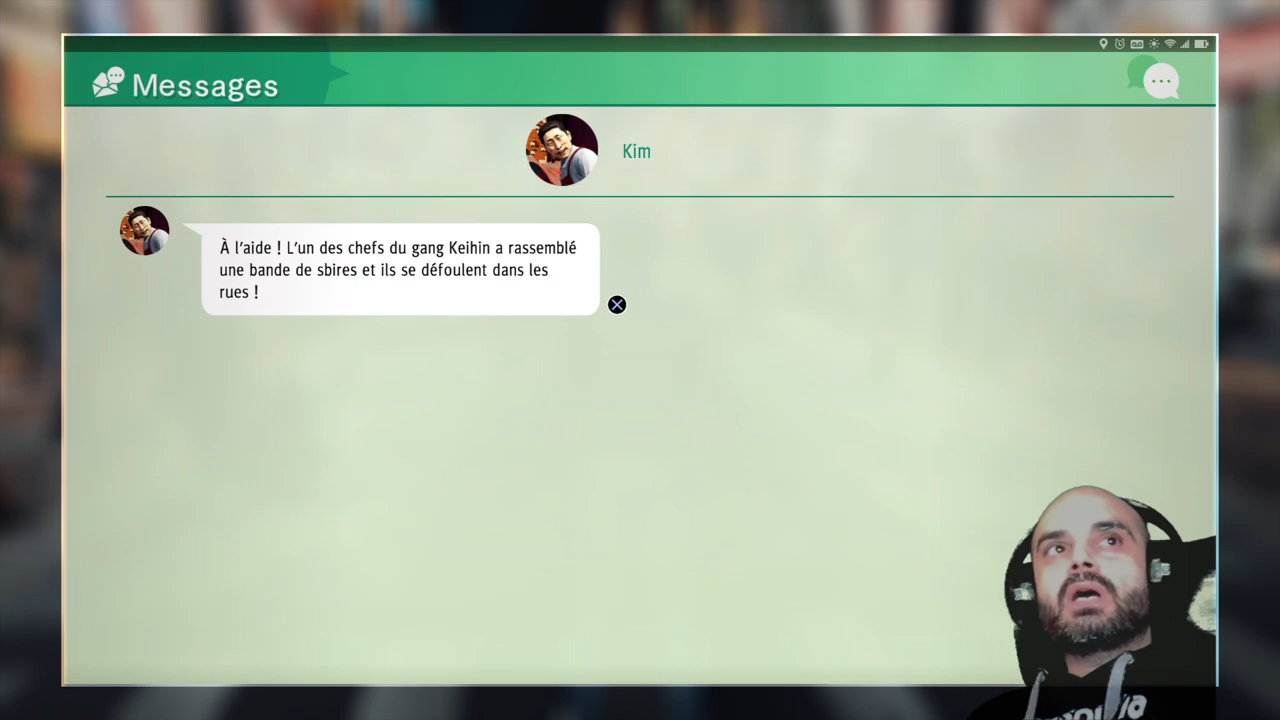 Messages
Kim
À l'aide ! L'un des chefs du gang Keihin a rassemblé
une bande de sbires et ils se défoulent dans les
rues !